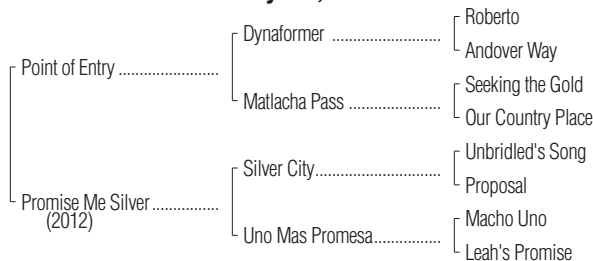 Roberto
Dynaformer ....................
Andover Way
Point of Entry ......................
Seeking the Gold
Matlacha Pass ..................
Our Country Place
Unbridled's Song
Silver City........................
Proposal
Promise Me Silver ...............
(2012)
Macho Uno
Uno Mas Promesa.............
Leah's Promise